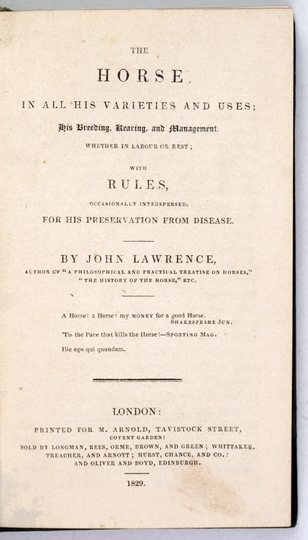 THE
HORSE
IN ALL HIS VARIETIES AND USES;
His Breeding, Rearing, and Management,
WHETHER IN LABOUR OR REST;
WITH
RULES,
OCCASIONALLY INTERSPERSED,
FOR HIS PRESERVATION FROM DISEASE.
BY JOHN LAWRENCE,
AUTHOR OF "A PHILOSOPHICAL AND PRACTICAL TREATISE ON HORSES,"
"THE HISTORY OF THE HORSE," ETC.
A Horse! a Horse! my MONEY for a good Horse.
SHAKESPEARE JUN.
'Tis the Pace that kills the Horse!—SPORTING MAG.
Ille ego qui quondam.
LONDON:
PRINTED FOR M. ARNOLD, TAVISTOCK STREET,
COVENT GARDEN:
SOLD BY LONGMAN, REES, ORME, BROWN, AND GREEN; WHITTAKER,
TREACHER, AND ARNOTT; HURST, CHANCE, AND CO.:
AND OLIVER AND BOYD, EDINBURGH.
1829.